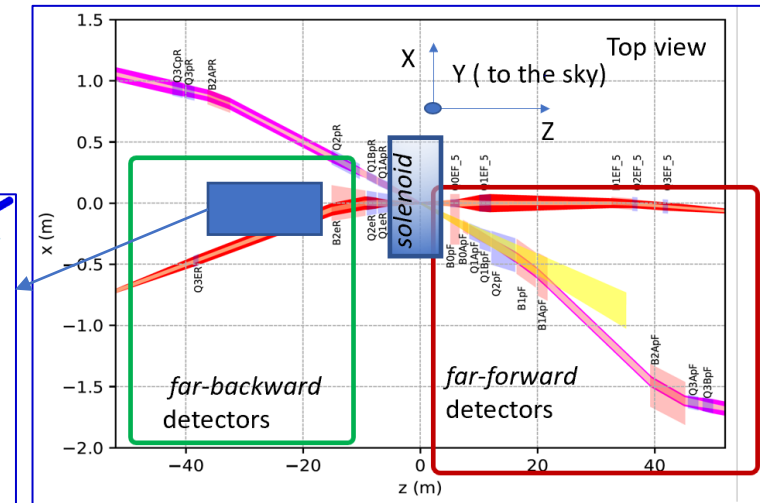 1.5
1.0
0.5
0.0
−0.5
−1.0
−1.5
−2.0
x (m)
−40
−20
0
20
40
z (m)
Top view
X
Y ( to the sky)
Z
solenoid
Q3CpR
Q3pR
B2APR
Q2pR
Q1BpR
Q1ApR
Q1EF_5
Q1EF_5
Q2EF_5
Q3EF_5
B2eR
Q2eR
Q1eR
Q3ER
B0pF
B0ApF
Q1ApF
Q1BpF
Q2pF
B1pF
B1ApF
B2ApF
Q3ApF
Q3BpF
far-backward
detectors
far-forward
detectors